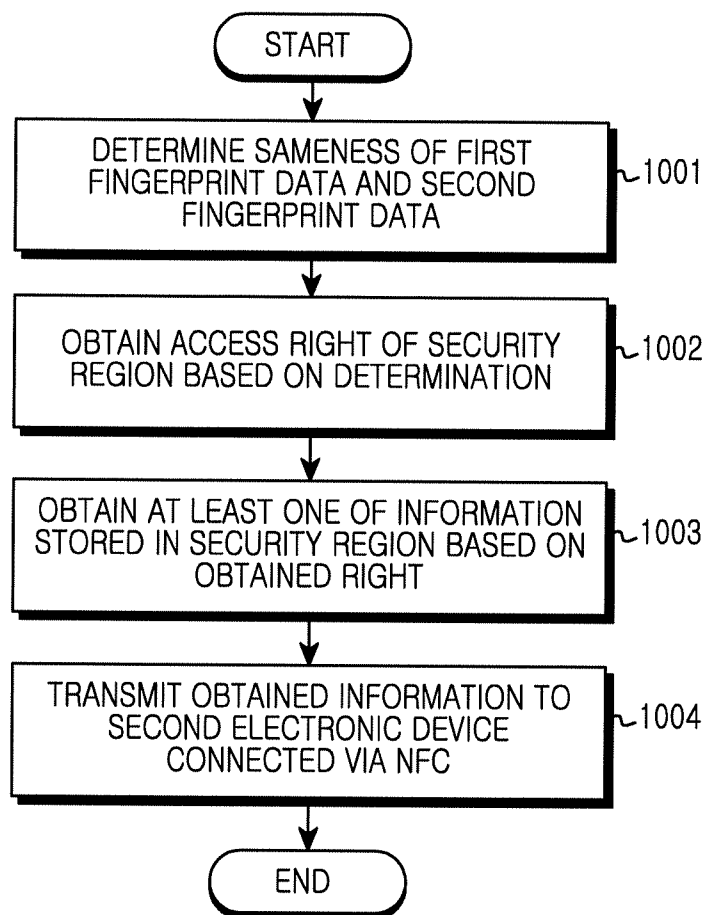 START
DETERMINE SAMENESS OF FIRST
FINGERPRINT DATA AND SECOND
FINGERPRINT DATA
1001
OBTAIN ACCESS RIGHT OF SECURITY
REGION BASED ON DETERMINATION
1002
OBTAIN AT LEAST ONE OF INFORMATION
STORED IN SECURITY REGION BASED ON
OBTAINED RIGHT
1003
TRANSMIT OBTAINED INFORMATION TO
SECOND ELECTRONIC DEVICE
CONNECTED VIA NFC
1004
END